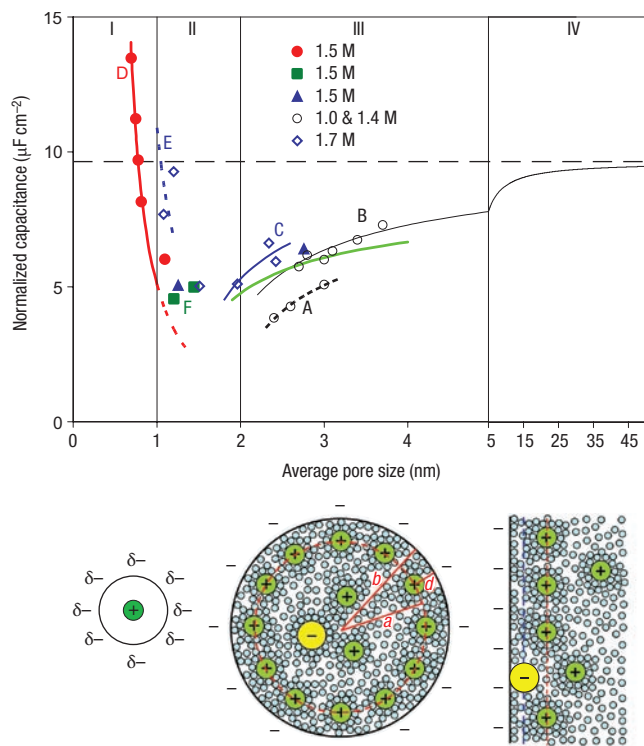 15
I
II
III
IV
D
1.5 M
1.5 M
1.5 M
1.0 & 1.4 M
1.7 M
E
10
C
B
A
F
5
0
Normalized capacitance (μF cm–2)
0 1 2 3 4 5 15 25 35 45
Average pore size (nm)
δ– δ– δ–
δ– + δ–
δ– δ–
δ–
– – – – – – – – – – – –
+ + + + + + + + + + + + + +
–
b
d
a
– – – – – – –
+ + + + + + +
–